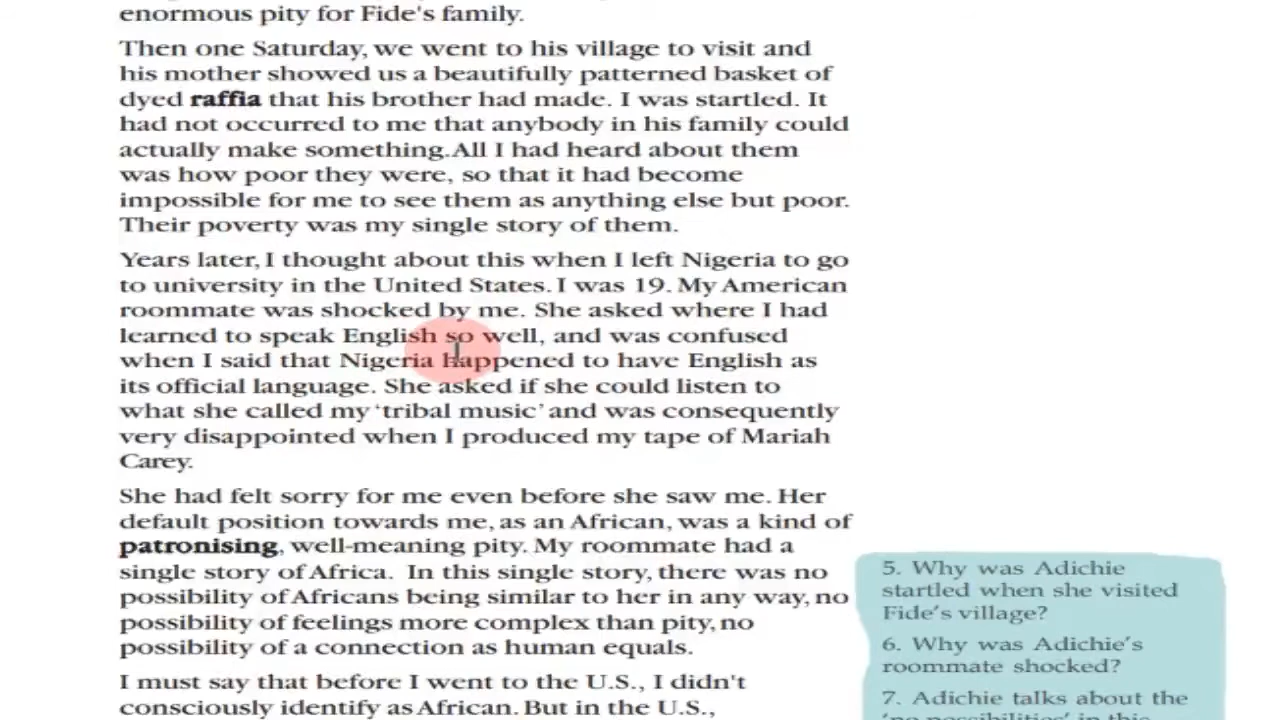 enormous pity for Fide's family.
Then one Saturday, we went to his village to visit and
his mother showed us a beautifully patterned basket of
dyed raffia that his brother had made. I was startled. It
had not occurred to me that anybody in his family could
actually make something. All I had heard about them
was how poor they were, so that it had become
impossible for me to see them as anything else but poor.
Their poverty was my single story of them.
Years later, I thought about this when I left Nigeria to go
to university in the United States. I was 19. My American
roommate was shocked by me. She asked where I had
learned to speak English so well, and was confused
when I said that Nigeria happened to have English as
its official language. She asked if she could listen to
what she called my 'tribal music' and was consequently
very disappointed when I produced my tape of Mariah
Carey.
She had felt sorry for me even before she saw me. Her
default position towards me, as an African, was a kind of
patronising, well-meaning pity. My roommate had a
single story of Africa. In this single story, there was no
possibility of Africans being similar to her in any way, no
possibility of feelings more complex than pity, no
possibility of a connection as human equals.
I must say that before I went to the U.S., I didn't
consciously identify as African. But in the U.S.,
5. Why was Adichie
startled when she visited
Fide's village?
6. Why was Adichie's
roommate shocked?
7. Adichie talks about the
'no possibilities' in this